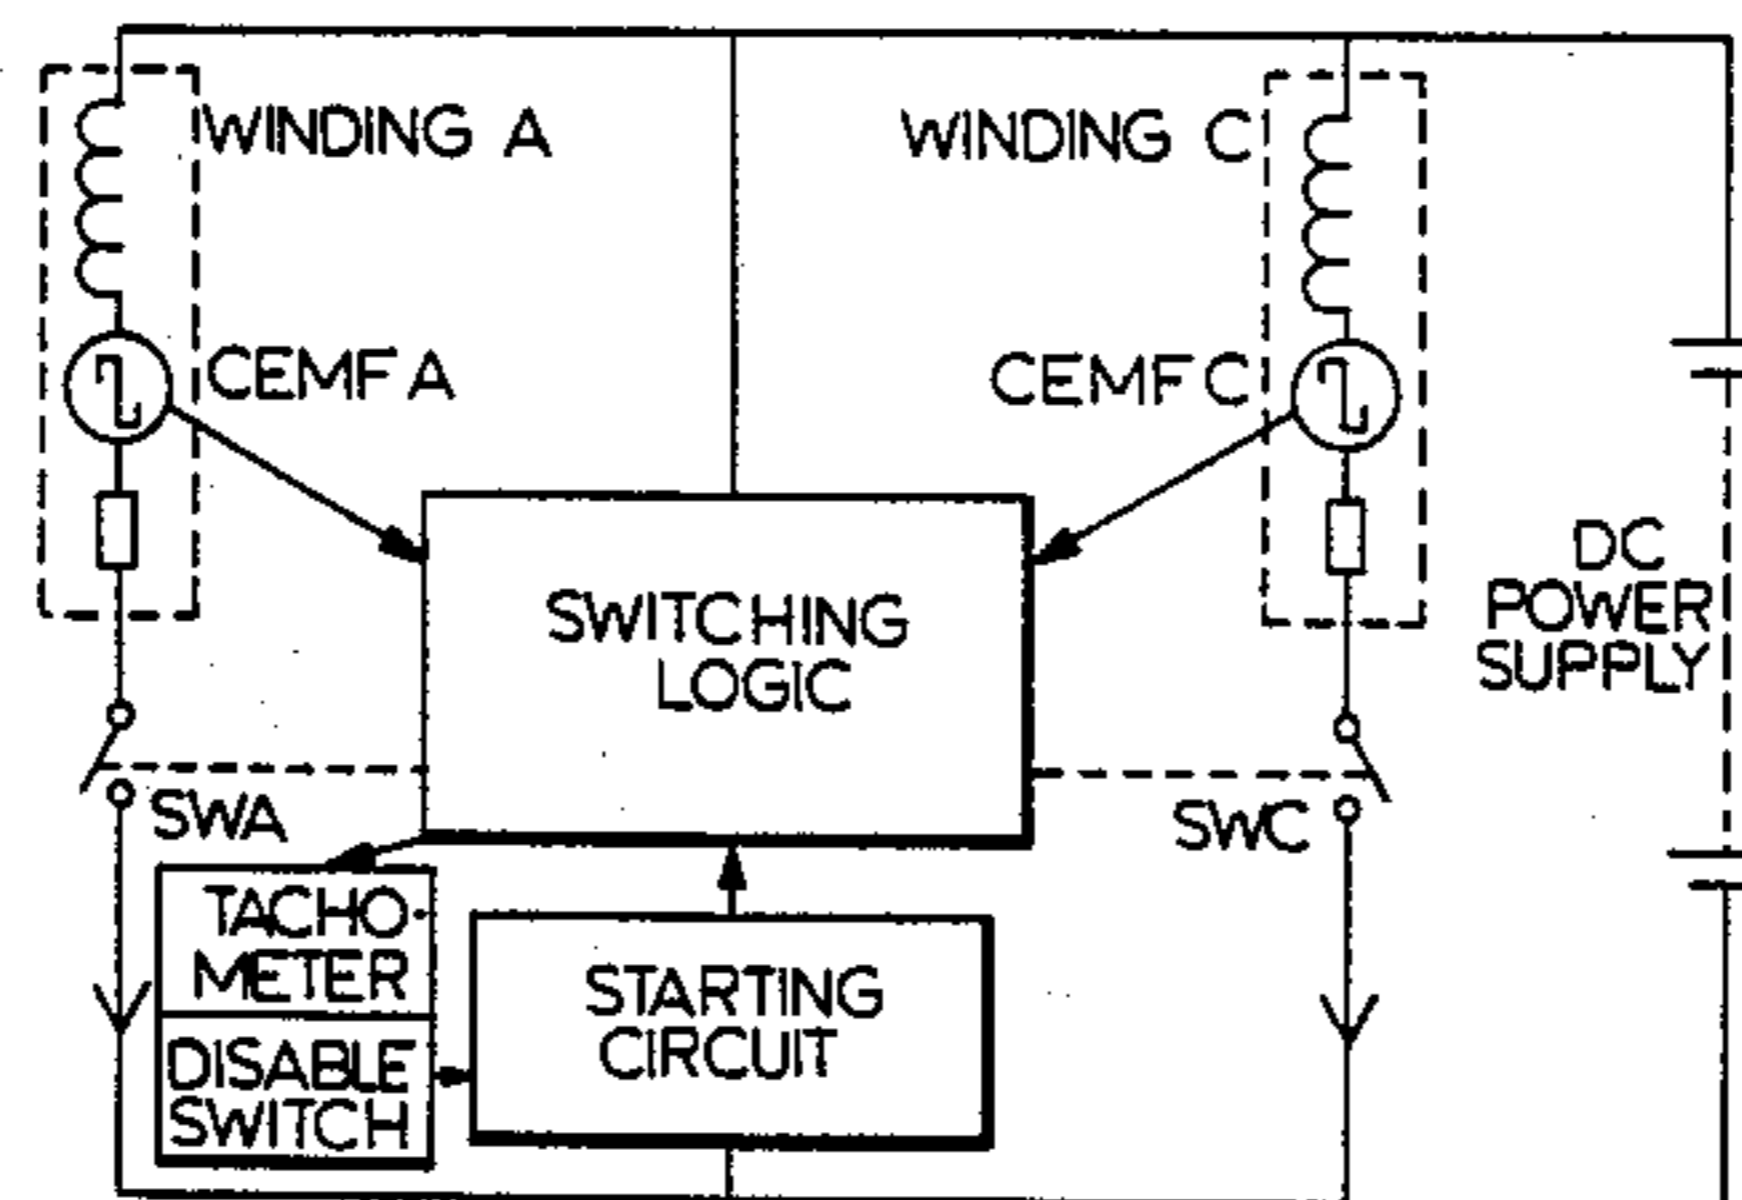 WINDING A
WINDING C
CEMF A
CEMF C
SWITCHING
LOGIC
DC
POWER
SUPPLY
SWA
SWC
TACHO-
METER
DISABLE
SWITCH
STARTING
CIRCUIT